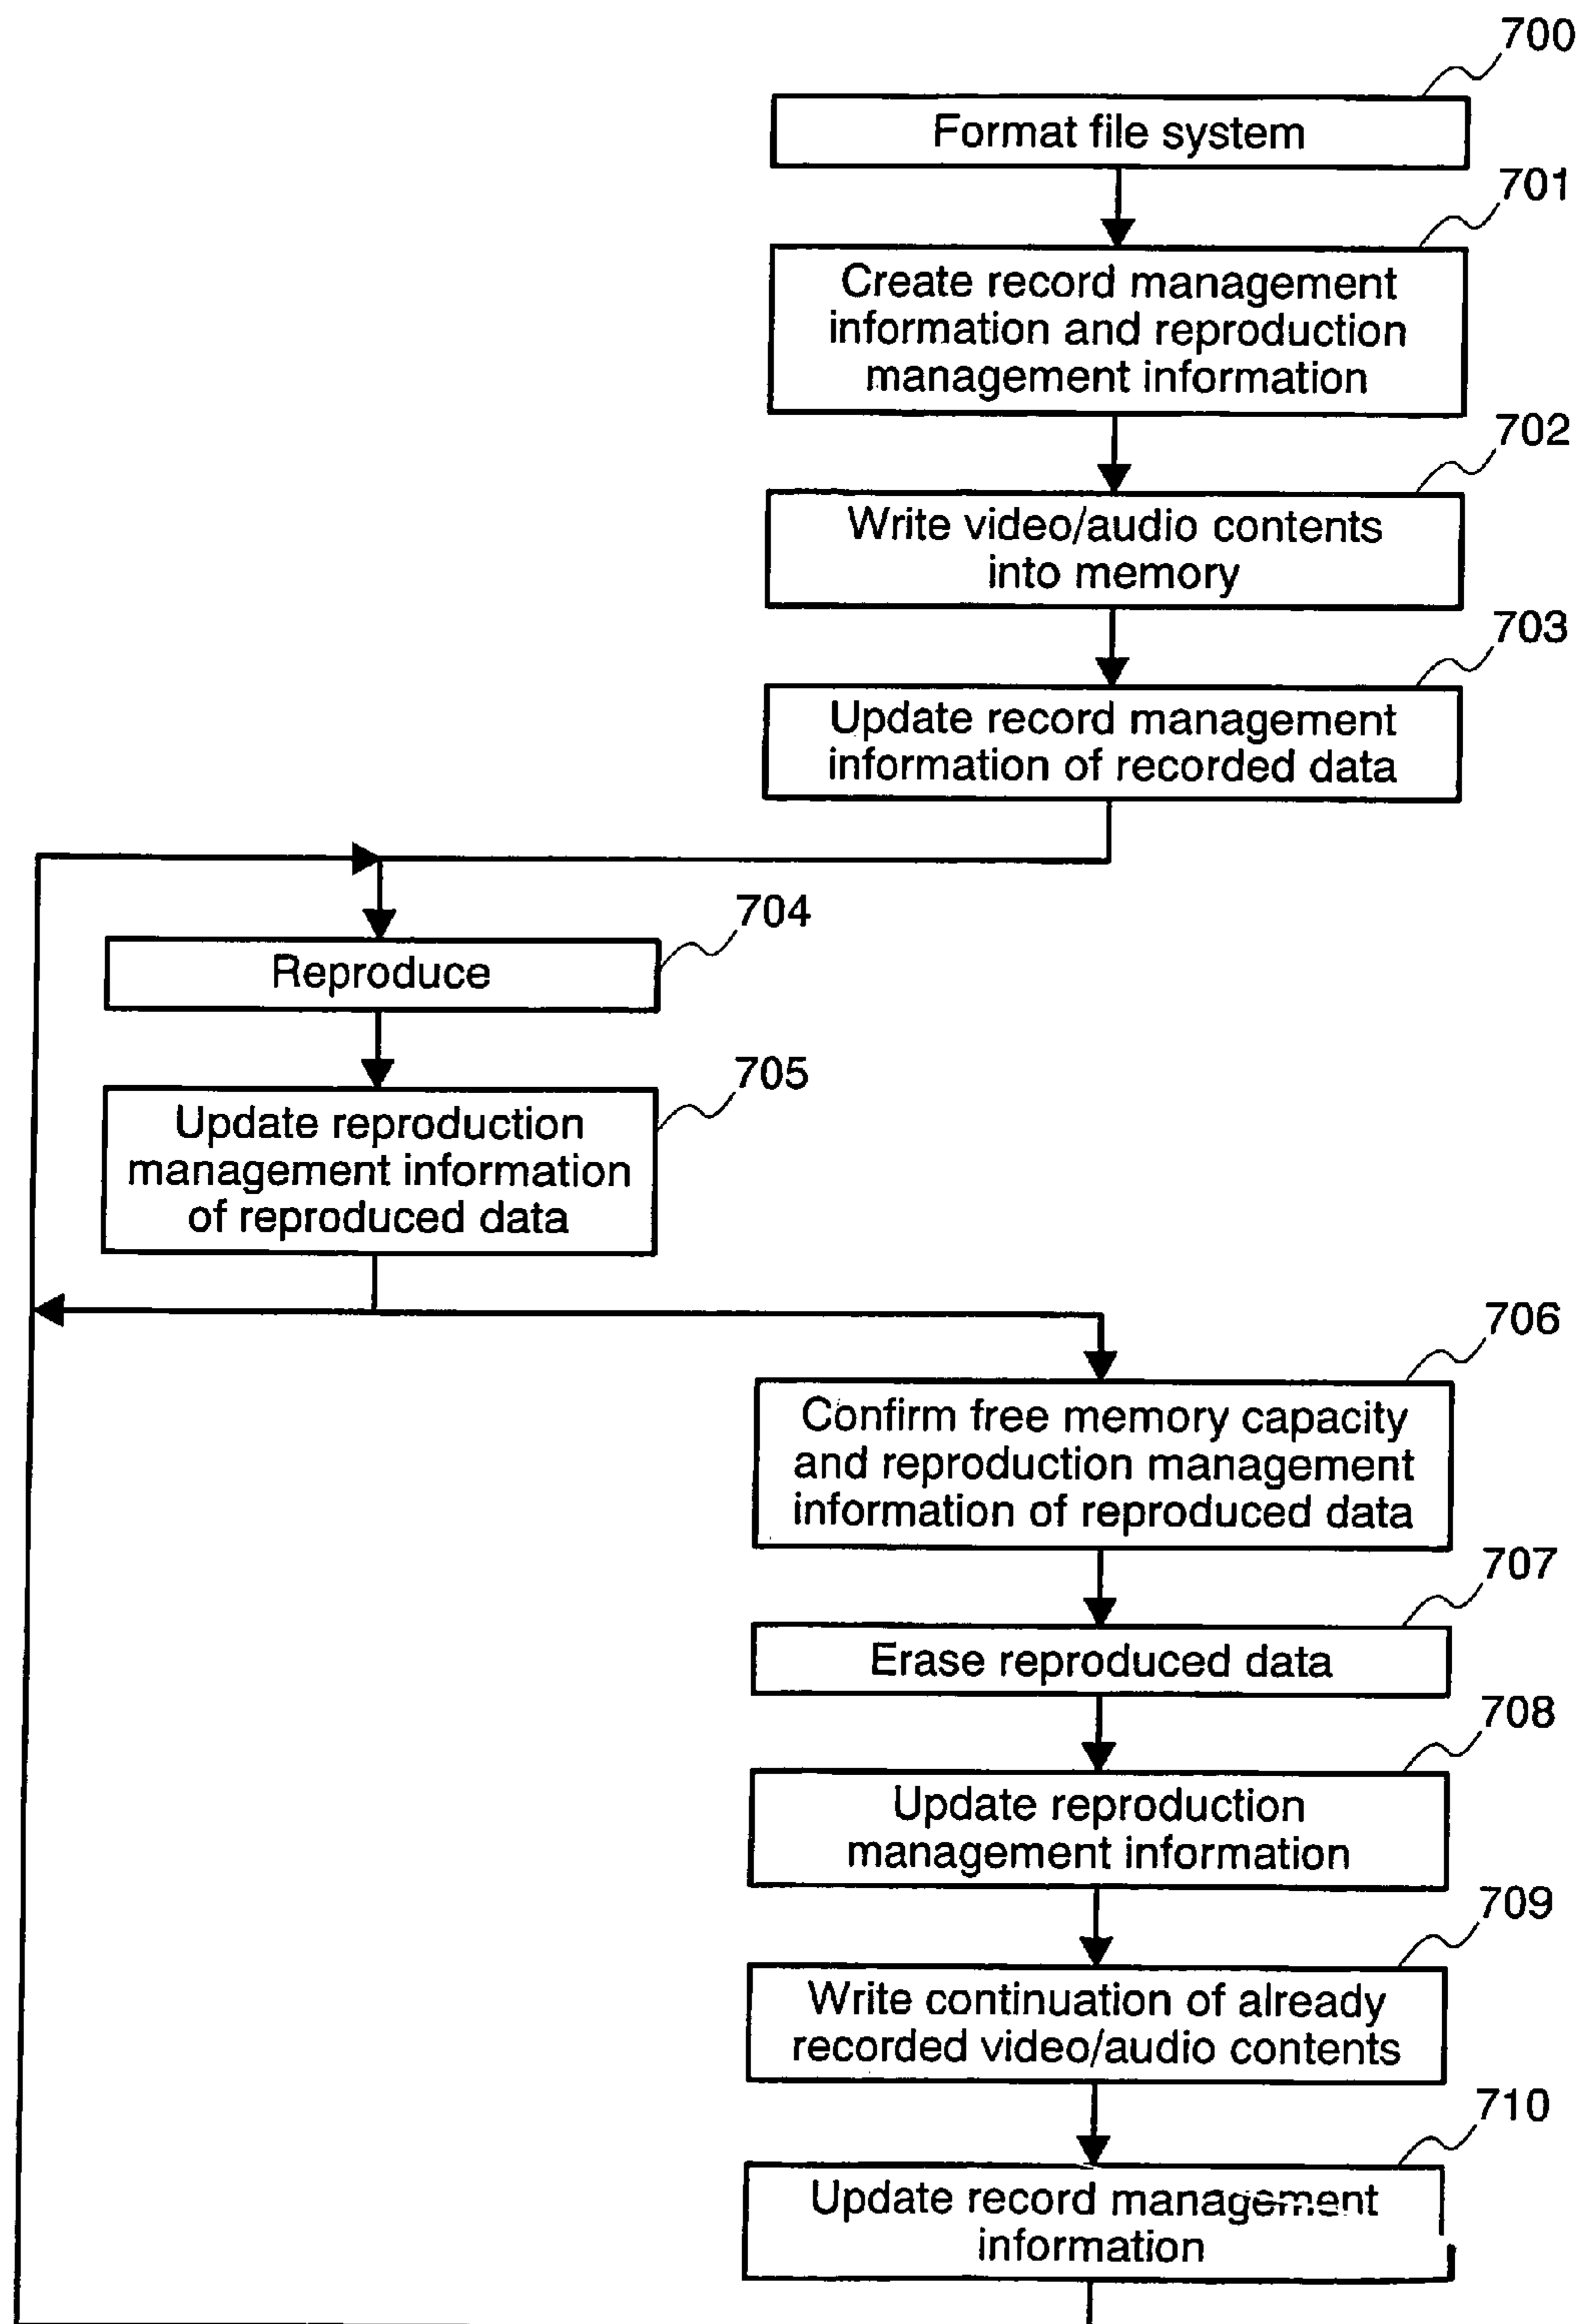 700
Format file system
701
Create record management
information and reproduction
management information
702
Write video/audio contents
into memory
703
Update record management
information of recorded data
704
Reproduce
705
Update reproduction
management information
of reproduced data
706
Confirm free memory capacity
and reproduction management
information of reproduced data
707
Erase reproduced data
708
Update reproduction
management information
709
Write continuation of already
recorded video/audio contents
710
Update record management
information